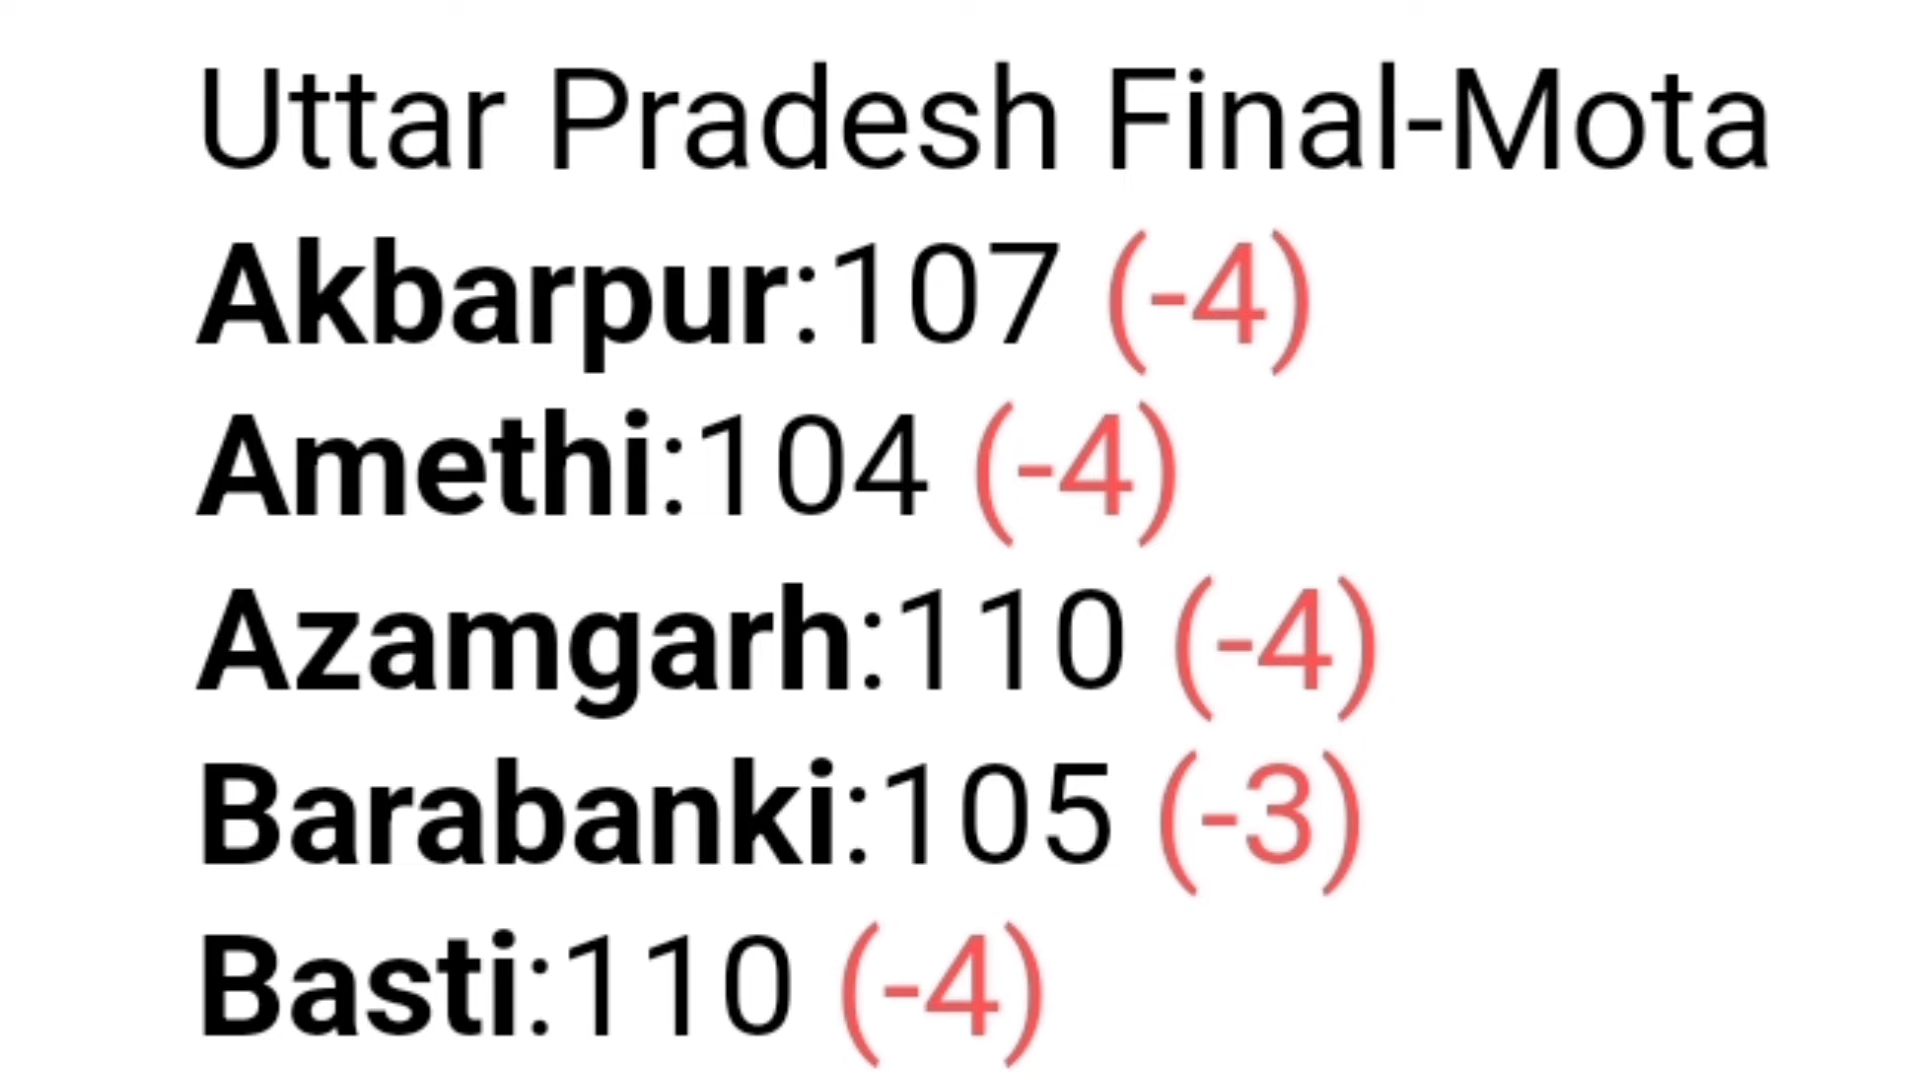 Uttar Pradesh Final-Mota
Akbarpur:107 (-4)
Amethi:104 (-4)
Azamgarh:110 (-4)
Barabanki:105 (-3)
Basti:110 (-4)